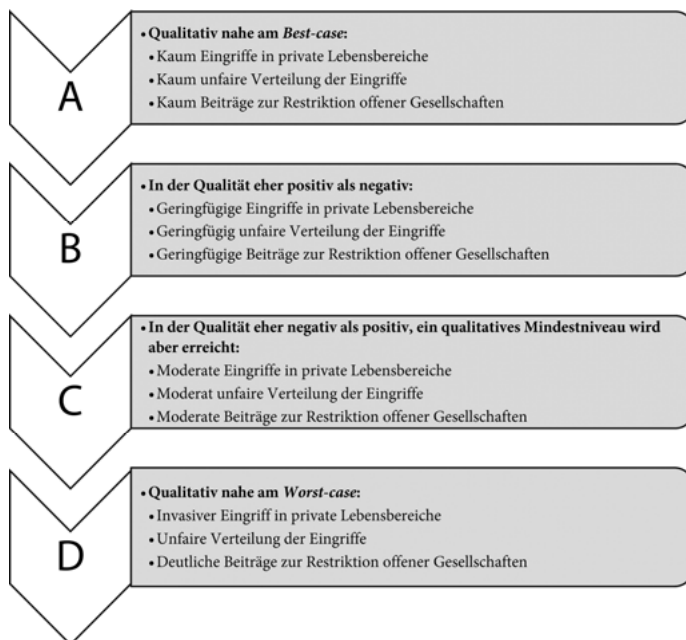 A
• Qualitativ nahe am Best-case:
• Kaum Eingriffe in private Lebensbereiche
• Kaum unfaire Verteilung der Eingriffe
• Kaum Beiträge zur Restriktion offener Gesellschaften
B
• In der Qualität eher positiv als negativ:
• Geringfügige Eingriffe in private Lebensbereiche
• Geringfügig unfaire Verteilung der Eingriffe
• Geringfügige Beiträge zur Restriktion offener Gesellschaften
C
• In der Qualität eher negativ als positiv, ein qualitatives Mindestniveau wird
aber erreicht:
• Moderate Eingriffe in private Lebensbereiche
• Moderat unfaire Verteilung der Eingriffe
• Moderate Beiträge zur Restriktion offener Gesellschaften
D
• Qualitativ nahe am Worst-case:
• Invasiver Eingriff in private Lebensbereiche
• Unfaire Verteilung der Eingriffe
• Deutliche Beiträge zur Restriktion offener Gesellschaften